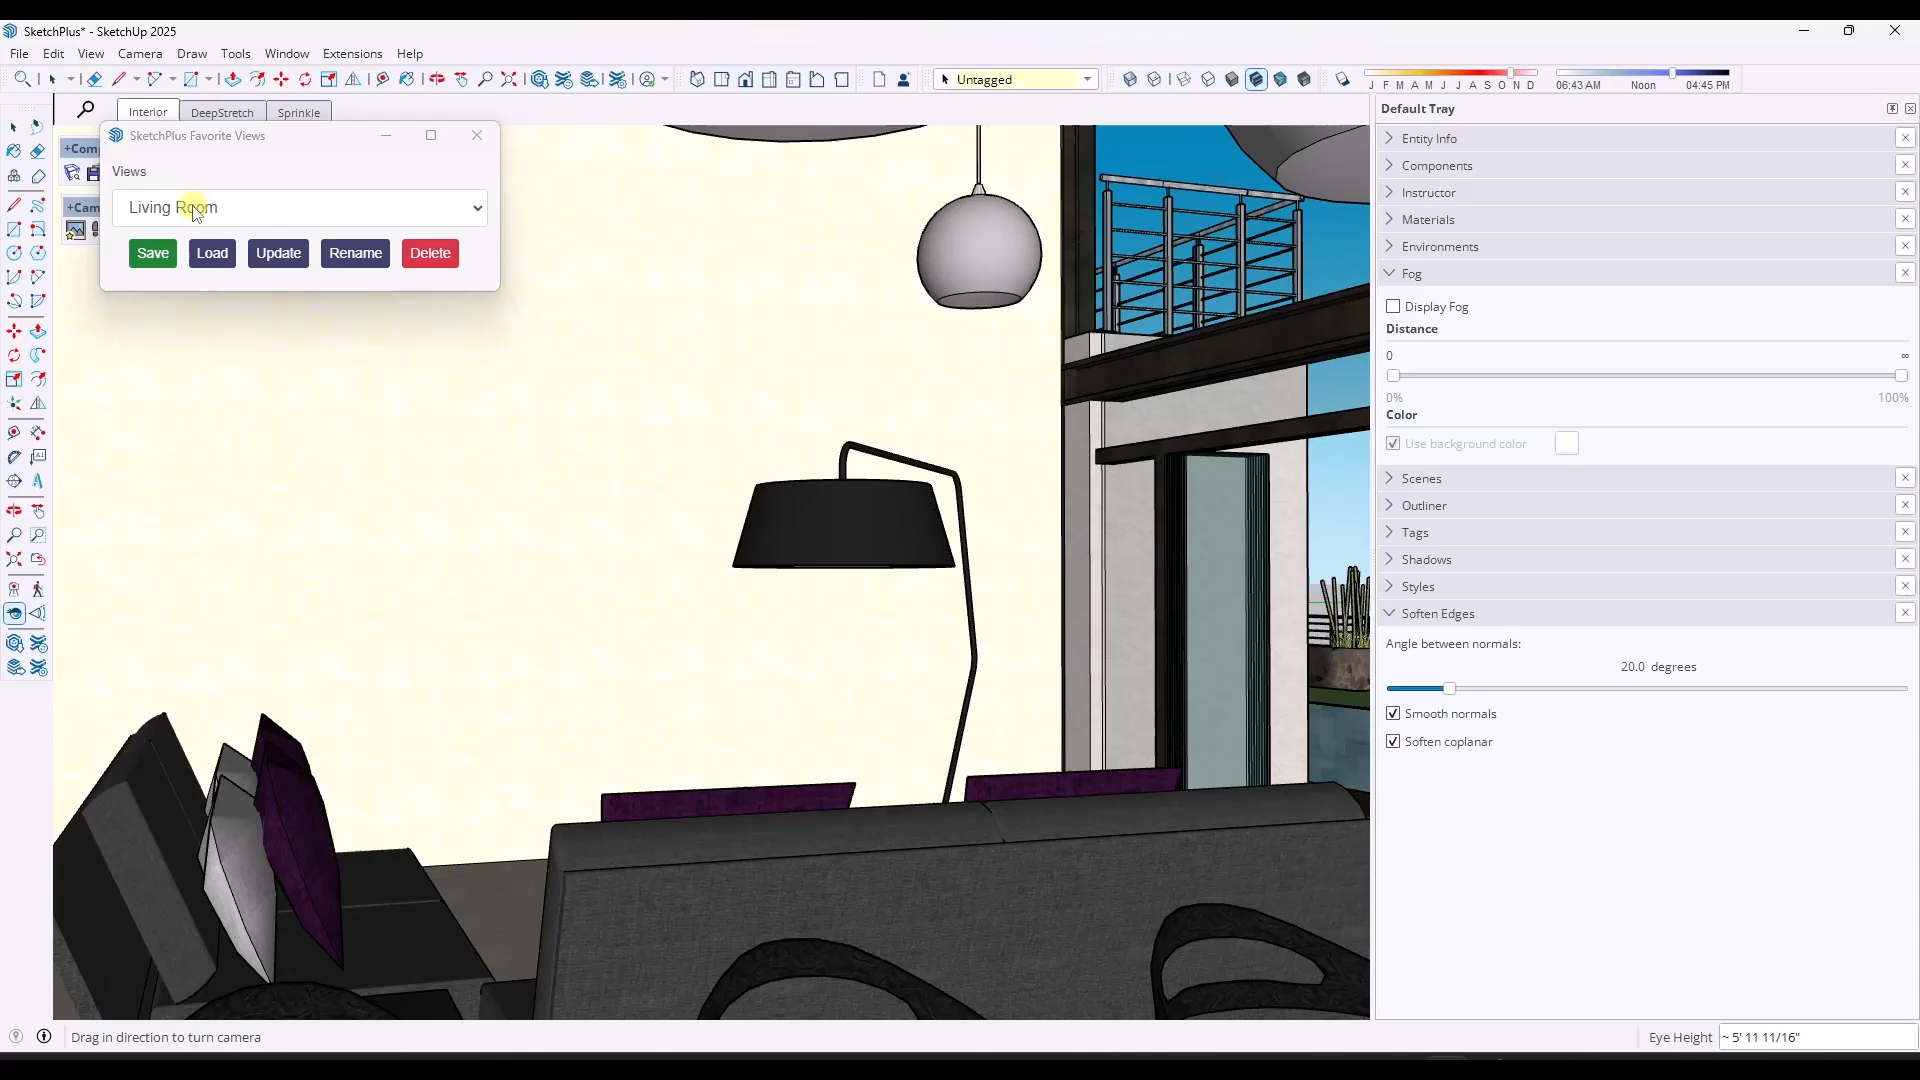 SketchPlus* - SketchUp 2025
File Edit View Camera Draw Tools Window Extensions Help
Untagged
J F M A M J J A S O N D
06:43 AM Noon 04:45 PM
Interior DeepStretch Sprinkle
Default Tray
SketchPlus Favorite Views
Views
Living Room
Save Load Update Rename Delete
Entity Info
Components
Instructor
Materials
Environments
Fog
Display Fog
Distance
0 ∞
0% 100%
Color
Use background color
Scenes
Outliner
Tags
Shadows
Styles
Soften Edges
Angle between normals:
20.0 degrees
Smooth normals
Soften coplanar
Drag in direction to turn camera
Eye Height ~ 5' 11 11/16"